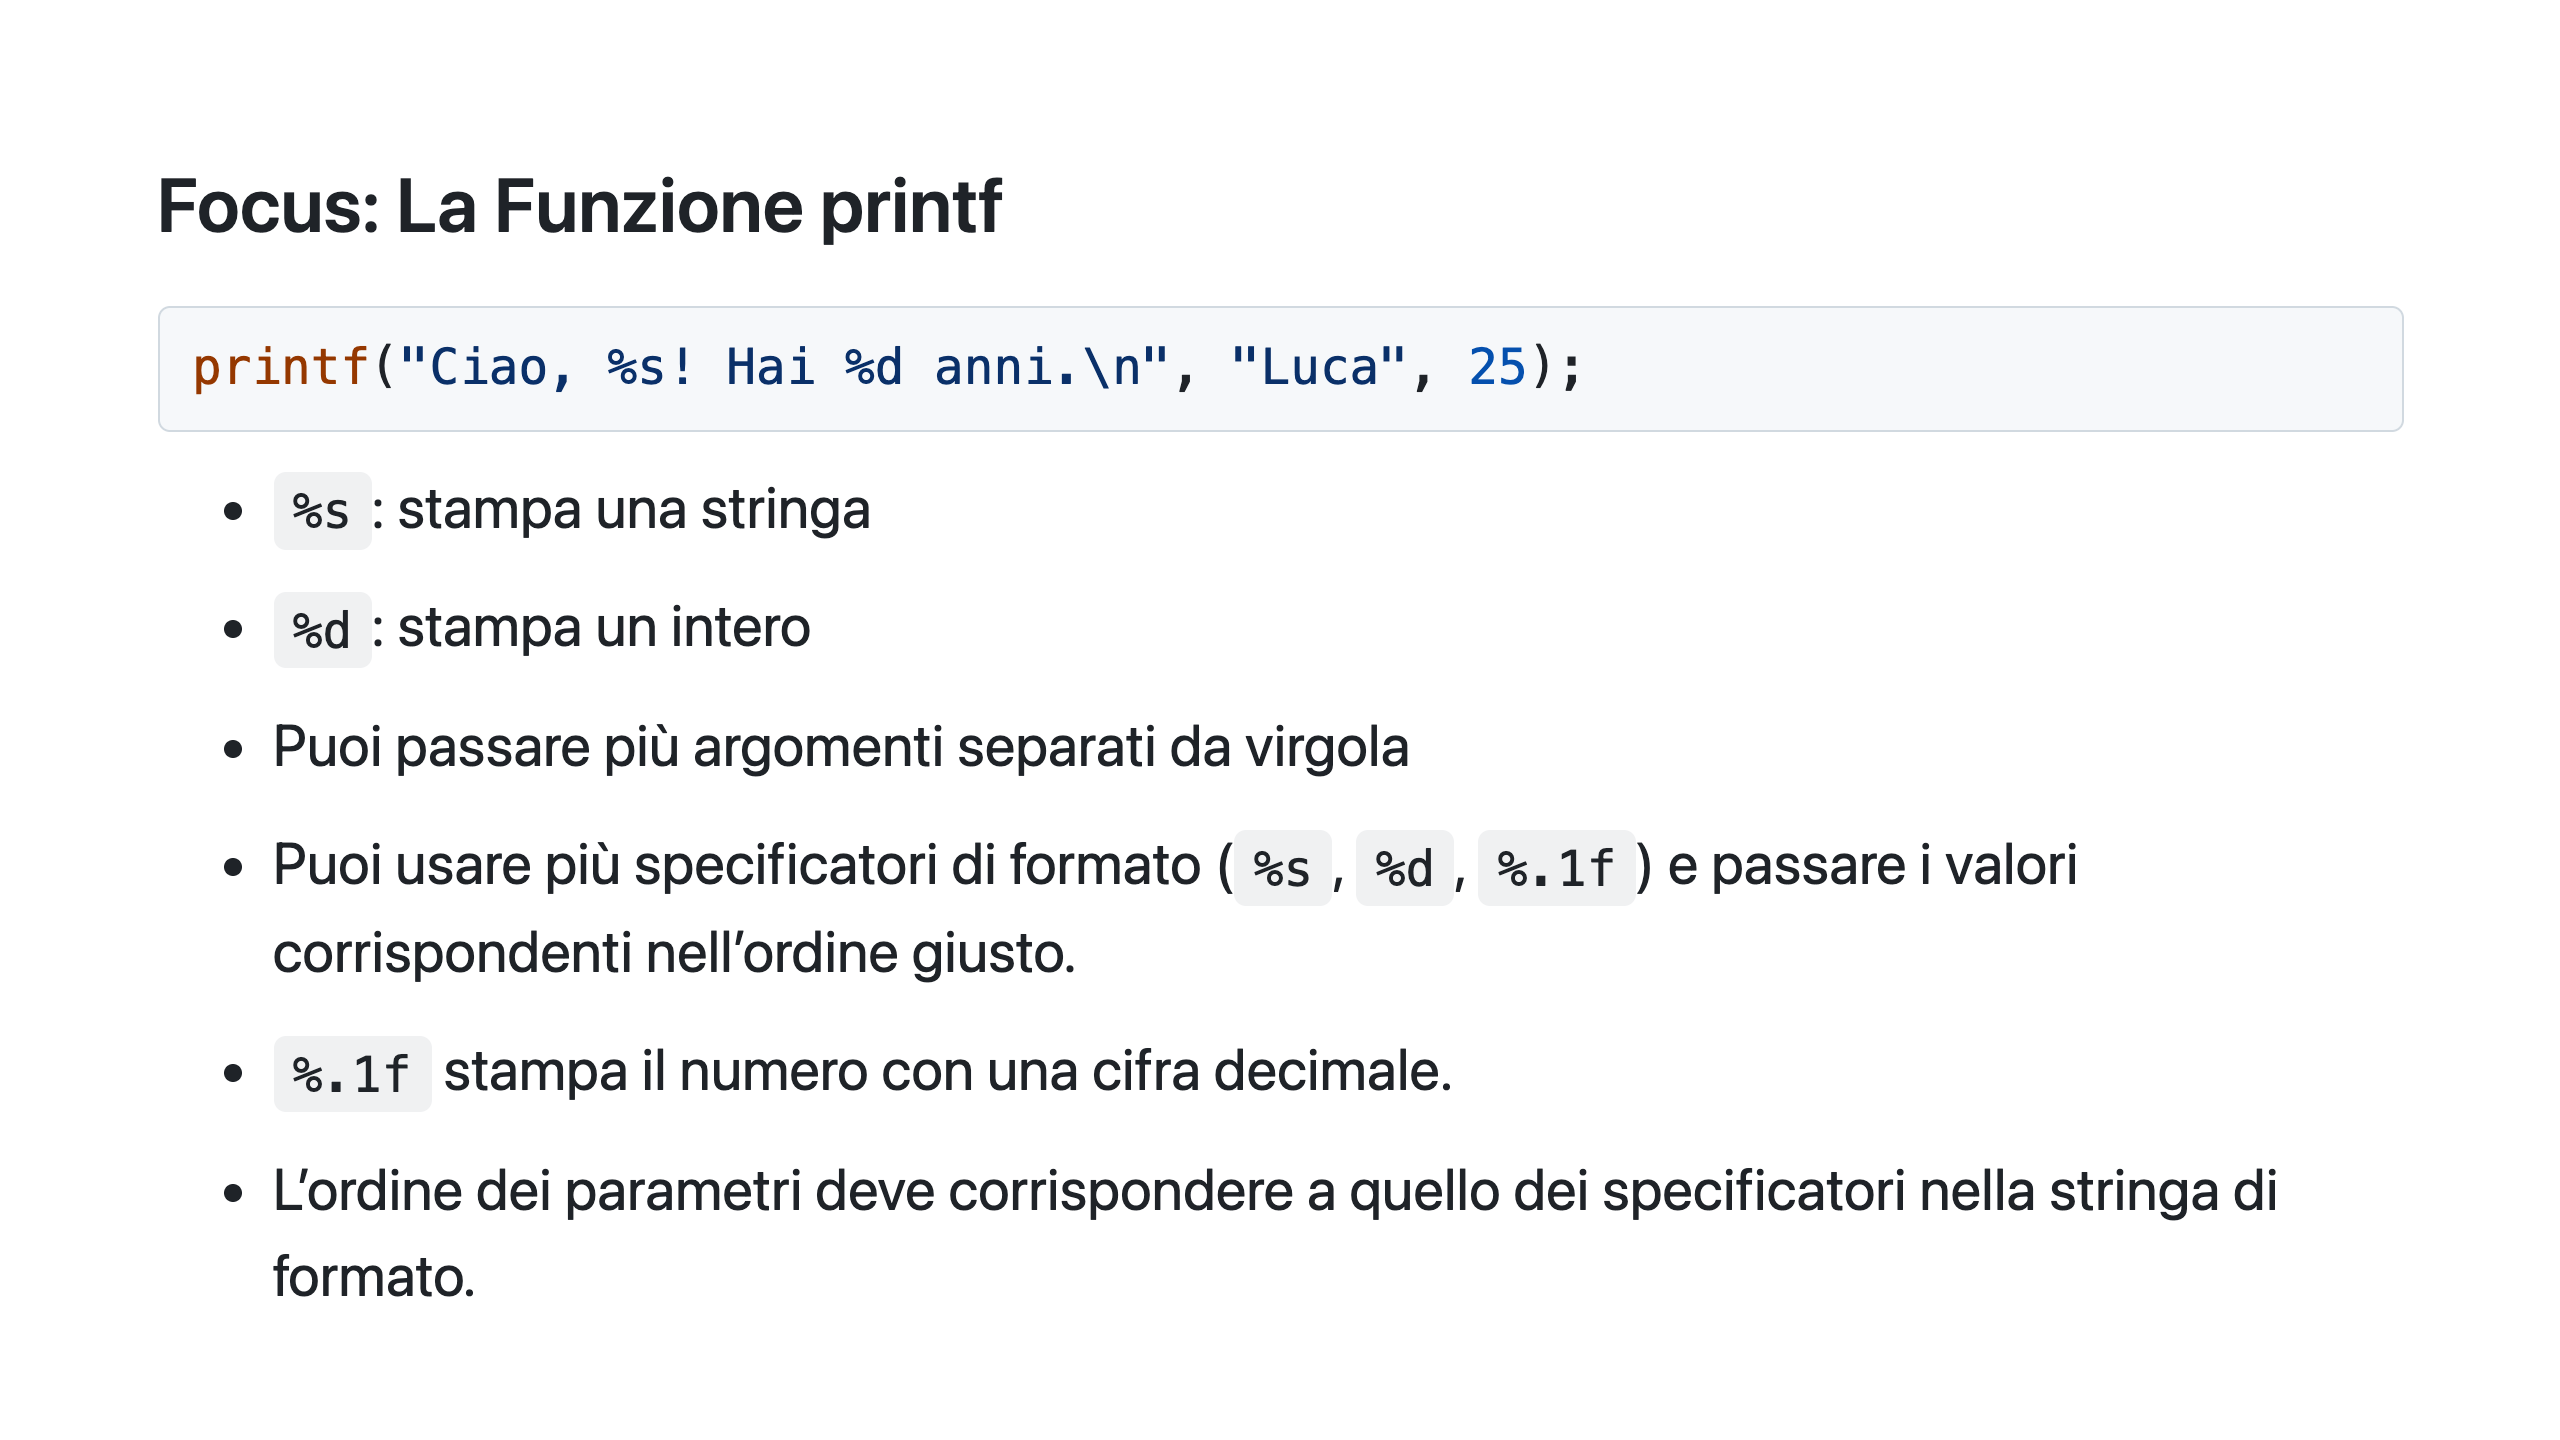 Focus: La Funzione printf
printf("Ciao, %s! Hai %d anni.\n", "Luca", 25);
• %s: stampa una stringa
• %d: stampa un intero
• Puoi passare più argomenti separati da virgola
• Puoi usare più specificatori di formato (%s, %d, %.1f) e passare i valori
corrispondenti nell’ordine giusto.
• %.1f stampa il numero con una cifra decimale.
• L’ordine dei parametri deve corrispondere a quello dei specificatori nella stringa di
formato.